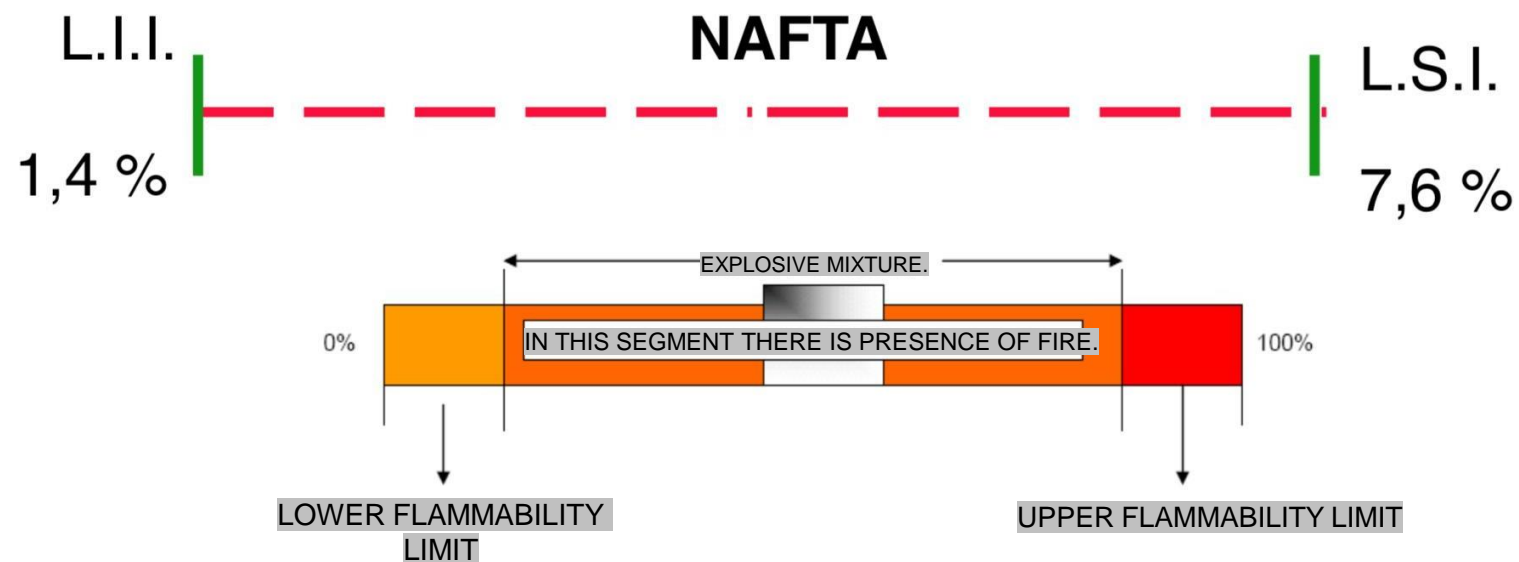 L.I.I.
NAFTA
L.S.I.
1,4 %
7,6 %
EXPLOSIVE MIXTURE.
0%
IN THIS SEGMENT THERE IS PRESENCE OF FIRE.
100%
LOWER FLAMMABILITY
LIMIT
UPPER FLAMMABILITY LIMIT